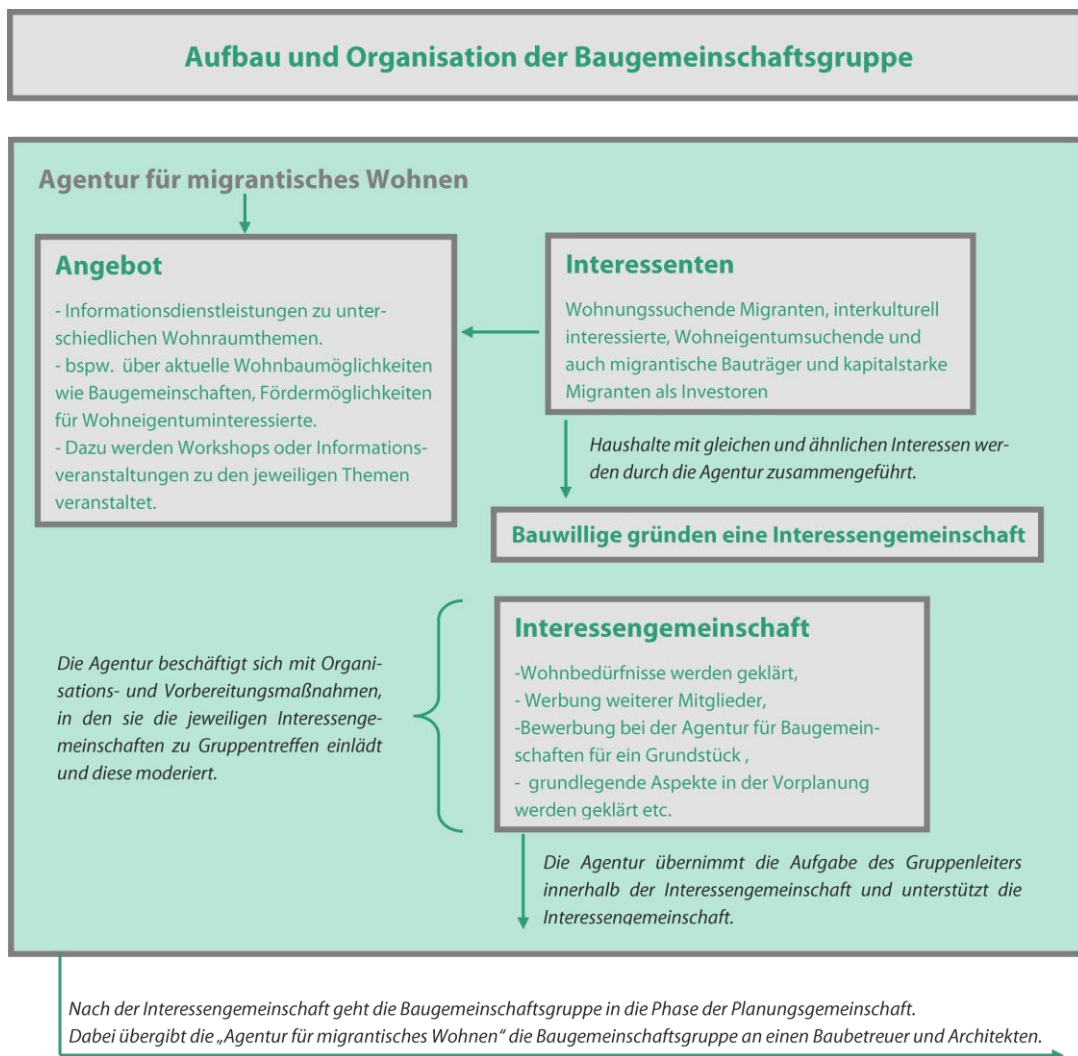 Aufbau und Organisation der Baugemeinschaftsgruppe
Agentur für migrantisches Wohnen
Angebot
- Informationsdienstleistungen zu unter-
schiedlichen Wohnraumthemen.
- bspw. über aktuelle Wohnbaumöglichkeiten
wie Baugemeinschaften, Fördermöglichkeiten
für Wohneigentuminteressierte.
- Dazu werden Workshops oder Informations-
veranstaltungen zu den jeweiligen Themen
veranstaltet.
Interessenten
Wohnungssuchende Migranten, interkulturell
interessierte, Wohneigentumsuchende und
auch migrantische Bauträger und kapitalstarke
Migranten als Investoren
Haushalte mit gleichen und ähnlichen Interessen wer-
den durch die Agentur zusammengeführt.
Bauwillige gründen eine Interessengemeinschaft
Die Agentur beschäftigt sich mit Organi-
sations- und Vorbereitungsmaßnahmen,
in den sie die jeweiligen Interessenge-
meinschaften zu Gruppentreffen einlädt
und diese moderiert.
Interessengemeinschaft
-Wohnbedürfnisse werden geklärt,
- Werbung weiterer Mitglieder,
-Bewerbung bei der Agentur für Baugemein-
schaften für ein Grundstück ,
- grundlegende Aspekte in der Vorplanung
werden geklärt etc.
Die Agentur übernimmt die Aufgabe des Gruppenleiters
innerhalb der Interessengemeinschaft und unterstützt die
Interessengemeinschaft.
Nach der Interessengemeinschaft geht die Baugemeinschaftsgruppe in die Phase der Planungsgemeinschaft.
Dabei übergibt die „Agentur für migrantisches Wohnen“ die Baugemeinschaftsgruppe an einen Baubetreuer und Architekten.